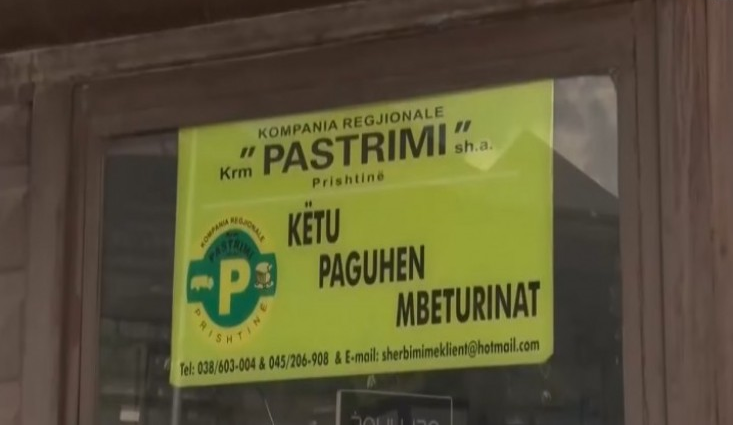 KOMPANIA REGJIONALE
Krm "PASTRIMI" sh.a.
Prishtinë
KËTU
PAGUHEN
MBETURINAT
KOMPANIA REGJIONALE
PASTRIMI
P
PRISHTINË
Tel: 038/603-004 & 045/206-908 & E-mail: sherbimimeklient@hotmail.com